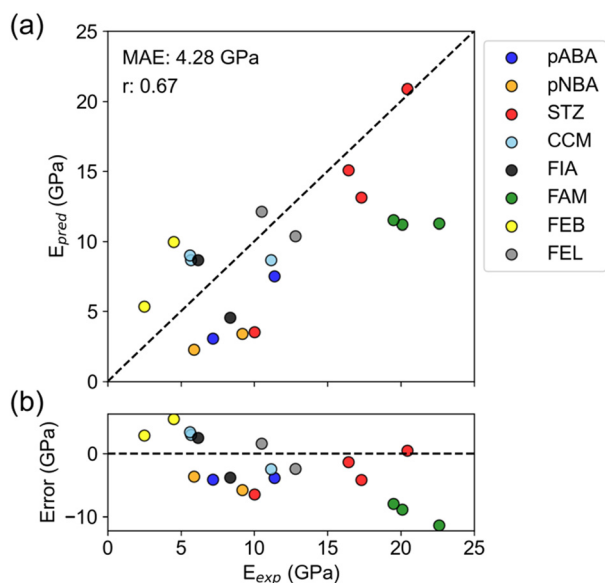 (a)
MAE: 4.28 GPa
r: 0.67
E_pred (GPa)
25
20
15
10
5
0
pABA
pNBA
STZ
CCM
FIA
FAM
FEB
FEL
(b)
Error (GPa)
0
−10
0 5 10 15 20 25
E_exp (GPa)